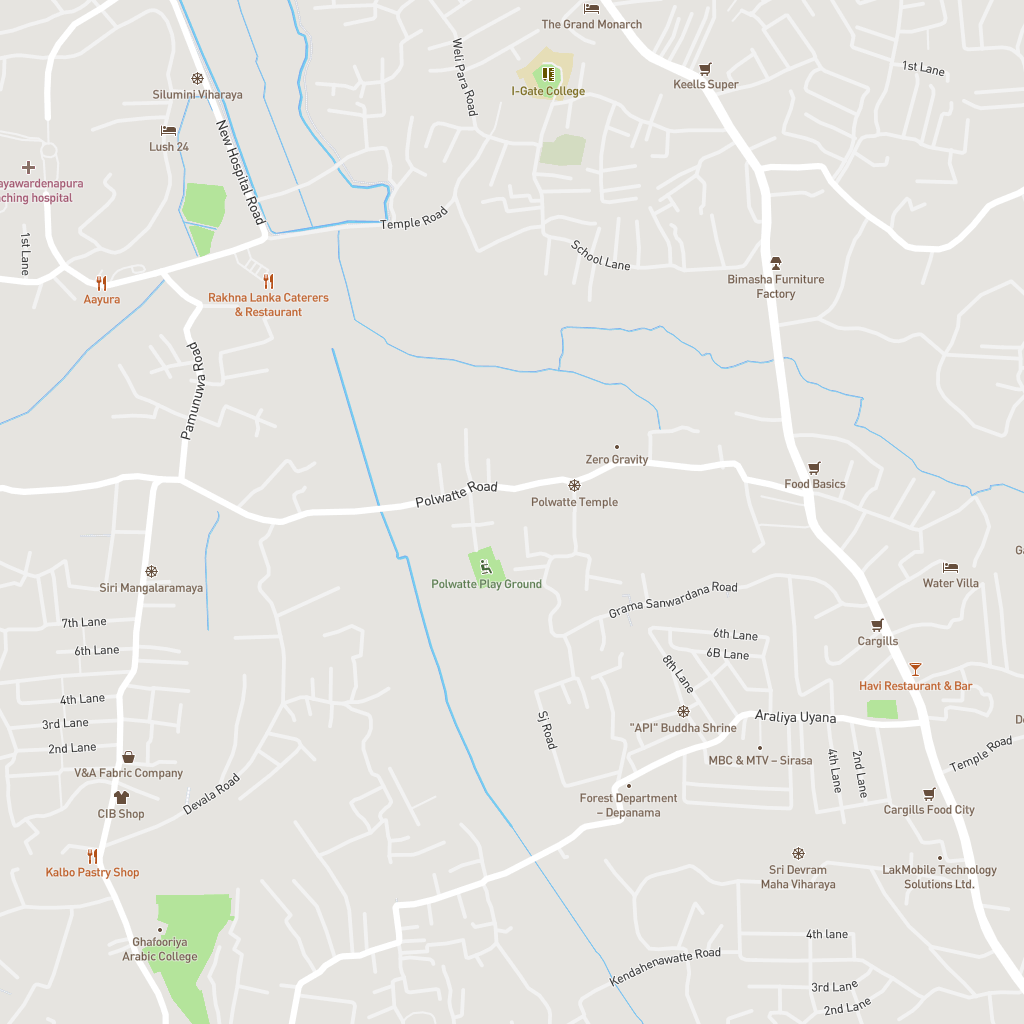 The Grand Monarch
Weli Para Road
1st Lane
Keells Super
I-Gate College
Silumini Viharaya
New Hospital Road
Lush 24
ayawardenapura
ching hospital
Temple Road
1st Lane
School Lane
Bimasha Furniture
Factory
Aayura
Rakhna Lanka Caterers
& Restaurant
Pamunuwa Road
Zero Gravity
Food Basics
Polwatte Road
Polwatte Temple
Ga
Siri Mangalaramaya
Polwatte Play Ground
Water Villa
Grama Sanwardana Road
7th Lane
6th Lane
Cargills
6th Lane
6B Lane
8th Lane
Havi Restaurant & Bar
4th Lane
3rd Lane
Sj Road
"API" Buddha Shrine
Araliya Uyana
De
2nd Lane
MBC & MTV – Sirasa
4th Lane
2nd Lane
Temple Road
V&A Fabric Company
Devala Road
Forest Department
– Depanama
CIB Shop
Cargills Food City
Kalbo Pastry Shop
Sri Devram
Maha Viharaya
LakMobile Technology
Solutions Ltd.
Ghafooriya
Arabic College
4th lane
Kendahenawatte Road
3rd Lane
2nd Lane